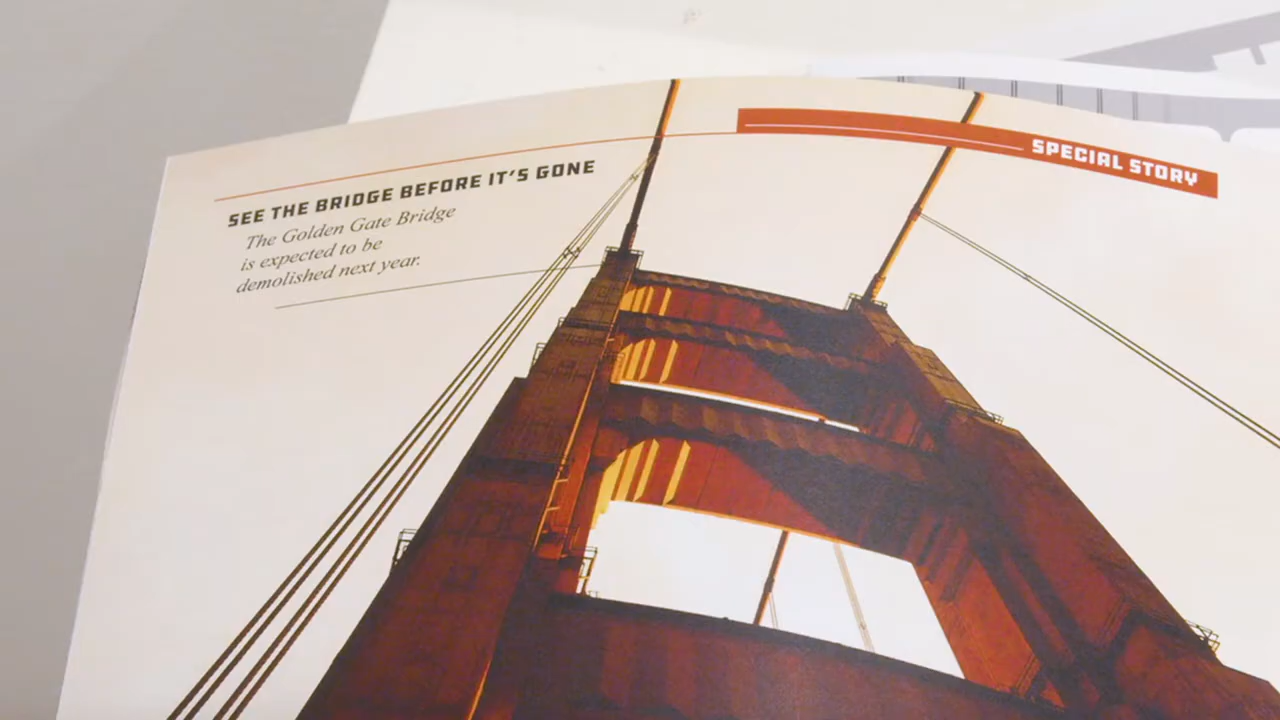 SPECIAL STORY
SEE THE BRIDGE BEFORE IT'S GONE
The Golden Gate Bridge
is expected to be
demolished next year.